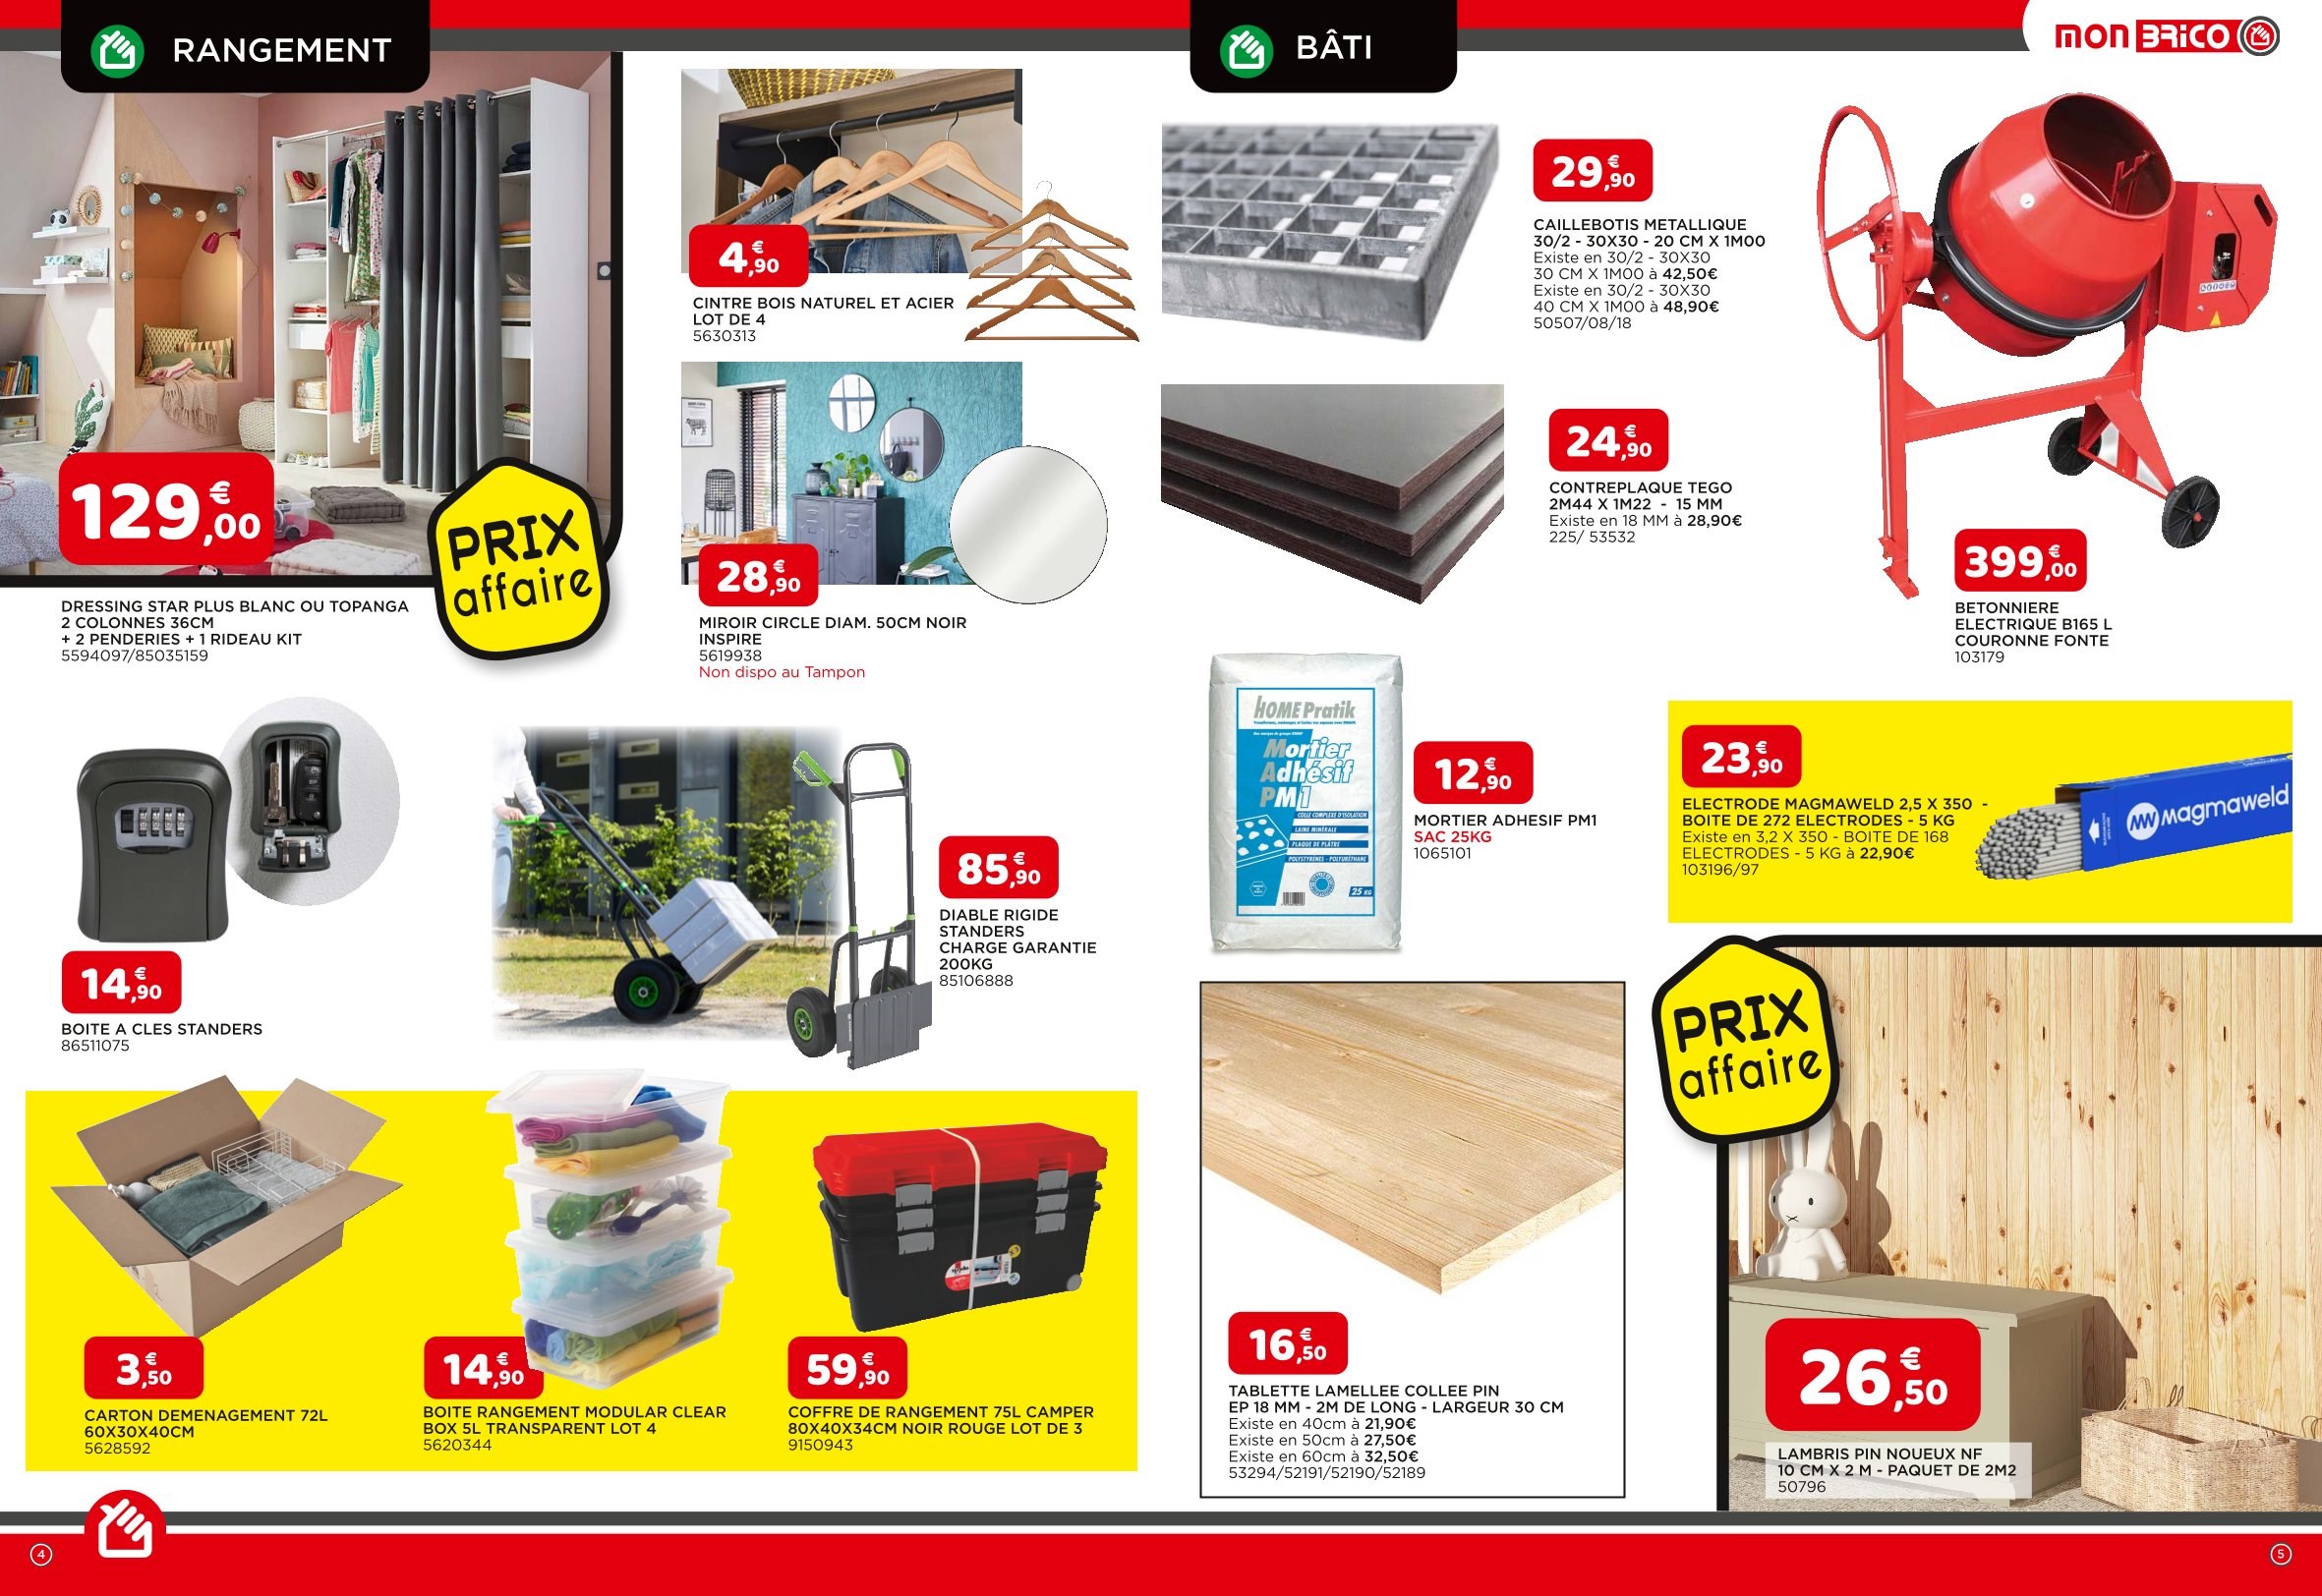 RANGEMENT
129,00 €
PRIX
affaire
DRESSING STAR PLUS BLANC OU TOPANGA
2 COLONNES 36CM
+ 2 PENDERIES + 1 RIDEAU KIT
5594097/85035159
4,90 €
CINTRE BOIS NATUREL ET ACIER
LOT DE 4
5630313
28,90 €
MIROIR CIRCLE DIAM. 50CM NOIR
INSPIRE
5619938
Non dispo au Tampon
14,90 €
BOITE A CLES STANDERS
86511075
85,90 €
DIABLE RIGIDE
STANDERS
CHARGE GARANTIE
200KG
85106888
3,50 €
CARTON DEMENAGEMENT 72L
60X30X40CM
5628592
14,90 €
BOITE RANGEMENT MODULAR CLEAR
BOX 5L TRANSPARENT LOT 4
5620344
59,90 €
COFFRE DE RANGEMENT 75L CAMPER
80X40X34CM NOIR ROUGE LOT DE 3
9150943
4
BÂTI
MON BRICO
29,90 €
CAILLEBOTIS METALLIQUE
30/2 - 30X30 - 20 CM X 1M00
Existe en 30/2 - 30X30
30 CM X 1M00 à 42,50€
Existe en 30/2 - 30X30
40 CM X 1M00 à 48,90€
50507/08/18
24,90 €
CONTREPLAQUE TEGO
2M44 X 1M22 - 15 MM
Existe en 18 MM à 28,90€
225/ 53532
399,00 €
BETONNIERE
ELECTRIQUE B165 L
COURONNE FONTE
103179
HOME Pratik
Mortier
Adhésif
PM1
COLLE COMPLEXE D'ISOLATION
LAINE MINÉRALE
PLAQUE DE PLÂTRE
POLYSTYRÈNES - POLYURÉTHANE
25 KG
12,90 €
MORTIER ADHESIF PM1
SAC 25KG
1065101
23,90 €
ELECTRODE MAGMAWELD 2,5 X 350 -
BOITE DE 272 ELECTRODES - 5 KG
Existe en 3,2 X 350 - BOITE DE 168
ELECTRODES - 5 KG à 22,90€
103196/97
magmaweld
16,50 €
TABLETTE LAMELLEE COLLEE PIN
EP 18 MM - 2M DE LONG - LARGEUR 30 CM
Existe en 40cm à 21,90€
Existe en 50cm à 27,50€
Existe en 60cm à 32,50€
53294/52191/52190/52189
PRIX
affaire
26,50 €
LAMBRIS PIN NOUEUX NF
10 CM X 2 M - PAQUET DE 2M2
50796
5